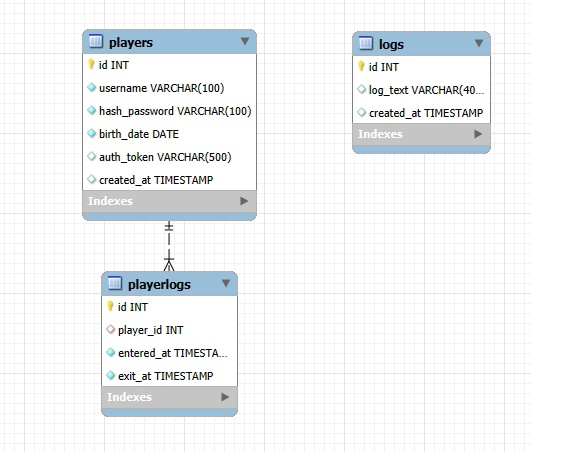 players
id INT
username VARCHAR(100)
hash_password VARCHAR(100)
birth_date DATE
auth_token VARCHAR(500)
created_at TIMESTAMP
Indexes
logs
id INT
log_text VARCHAR(40...
created_at TIMESTAMP
Indexes
playerlogs
id INT
player_id INT
entered_at TIMESTA...
exit_at TIMESTAMP
Indexes